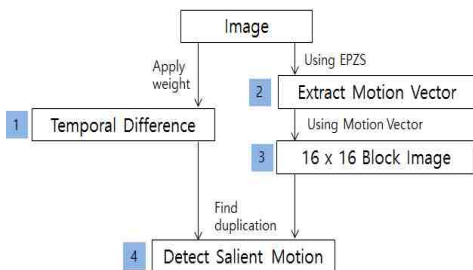 Image
Apply
weight
Using EPZS
2 Extract Motion Vector
1 Temporal Difference
Using Motion Vector
3 16 x 16 Block Image
Find
duplication
4 Detect Salient Motion